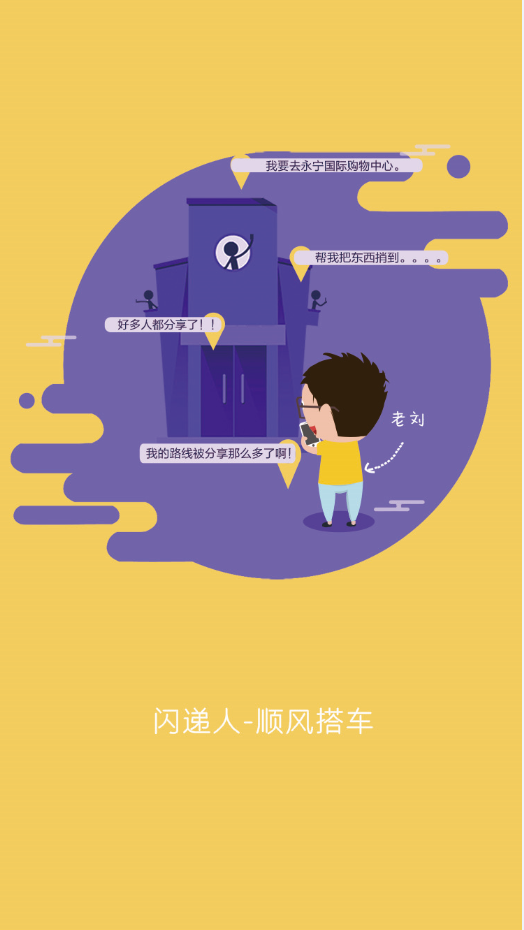 我要去永宁国际购物中心。
帮我把东西捎到。。。。
好多人都分享了！！
老刘
我的路线被分享那么多了啊！
闪递人-顺风搭车